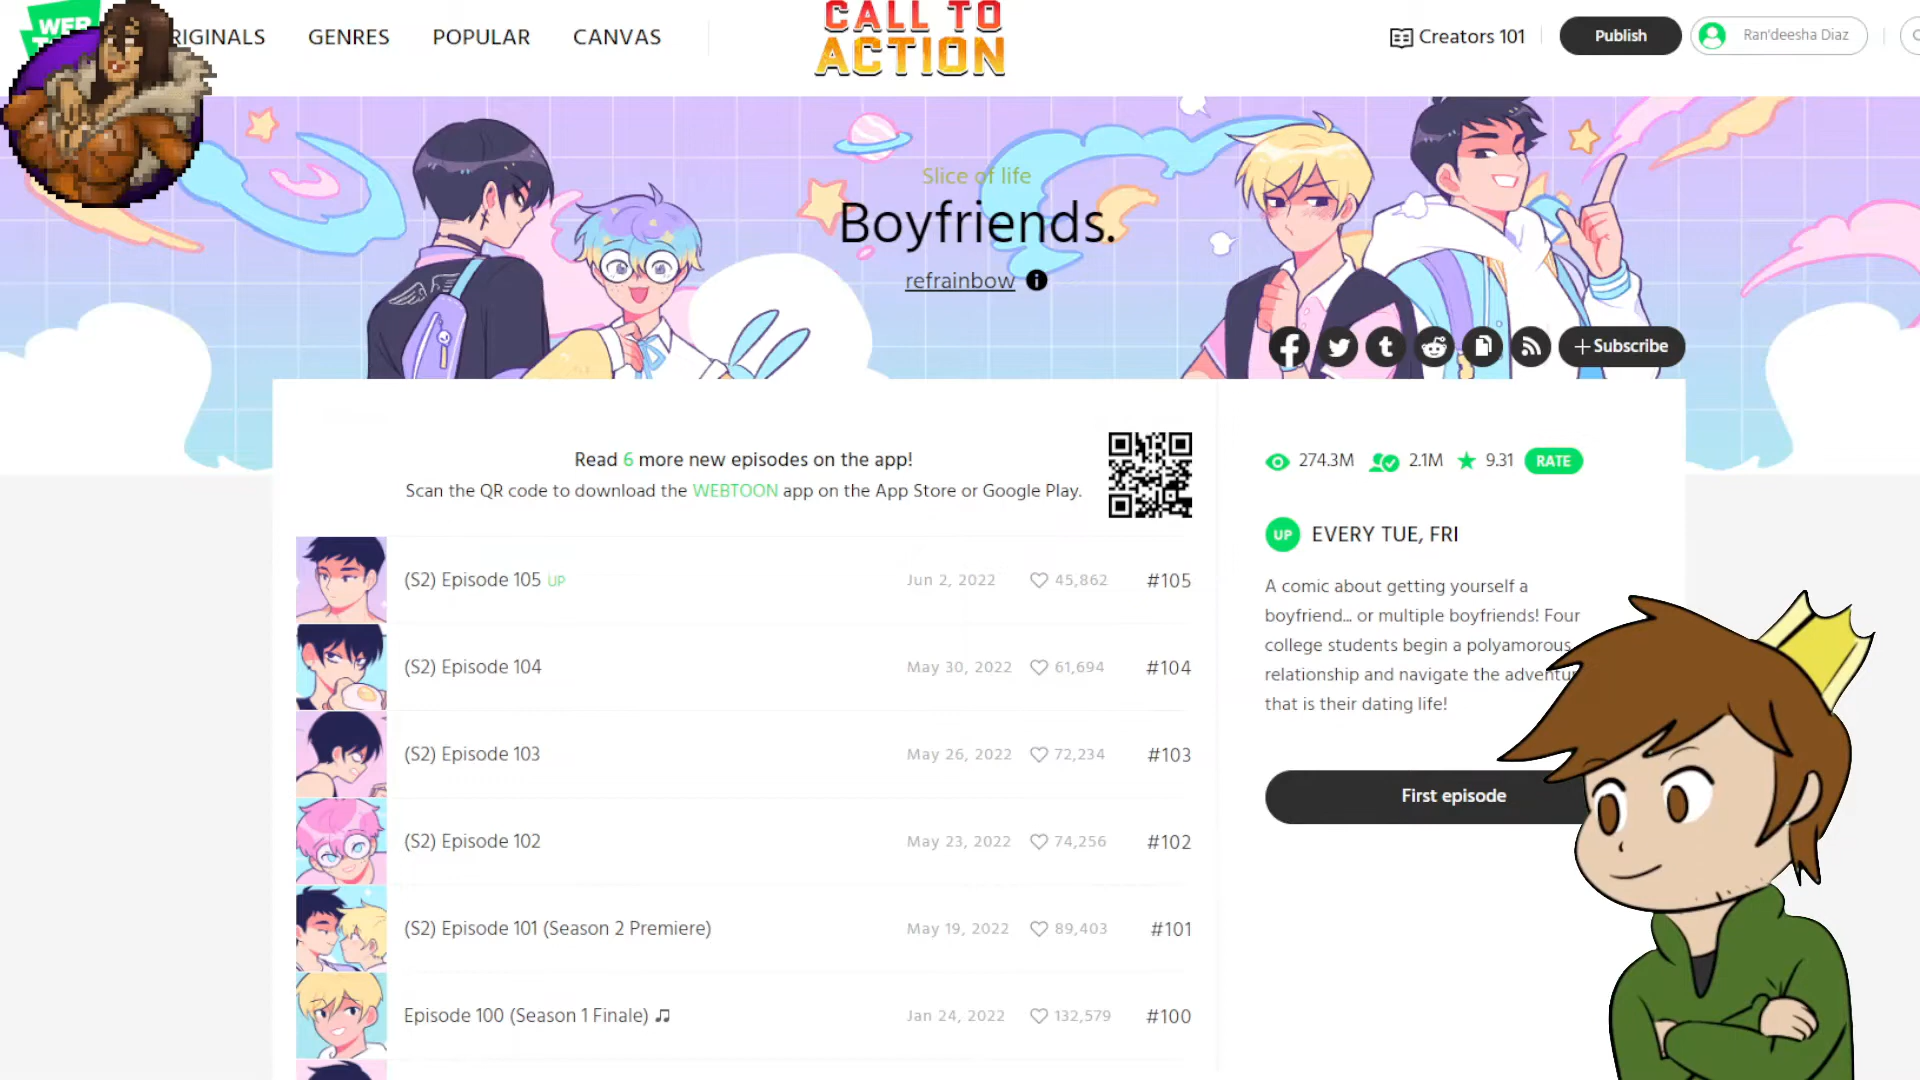 WEB
RIGINALS
GENRES
POPULAR
CANVAS
CALL TO
ACTION
Creators 101
Publish
Ran'deesha Diaz
Slice of life
Boyfriends.
refrainbow
+ Subscribe
Read 6 more new episodes on the app!
Scan the QR code to download the WEBTOON app on the App Store or Google Play.
274.3M
2.1M
9.31
RATE
UP EVERY TUE, FRI
A comic about getting yourself a
boyfriend... or multiple boyfriends! Four
college students begin a polyamorous
relationship and navigate the adventu
that is their dating life!
First episode
(S2) Episode 105 UP Jun 2, 2022 45,862 #105
(S2) Episode 104 May 30, 2022 61,694 #104
(S2) Episode 103 May 26, 2022 72,234 #103
(S2) Episode 102 May 23, 2022 74,256 #102
(S2) Episode 101 (Season 2 Premiere) May 19, 2022 89,403 #101
Episode 100 (Season 1 Finale) Jan 24, 2022 132,579 #100